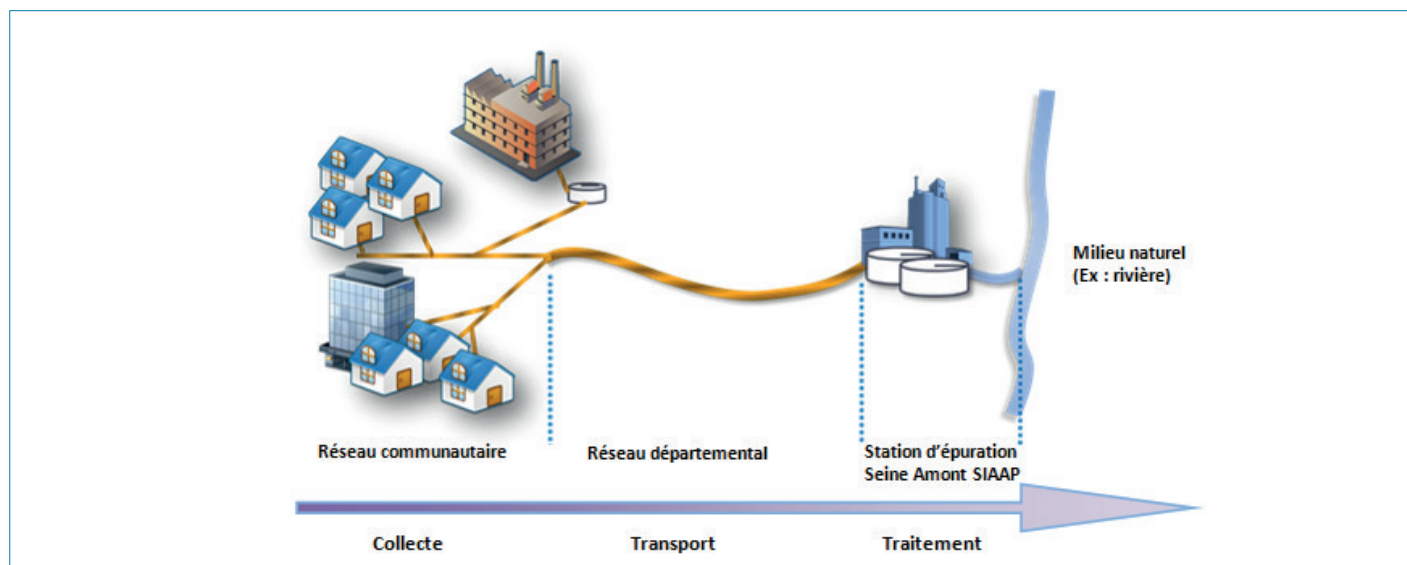 Milieu naturel
(Ex : rivière)
Réseau communautaire
Réseau départemental
Station d'épuration
Seine Amont SIAAP
Collecte
Transport
Traitement